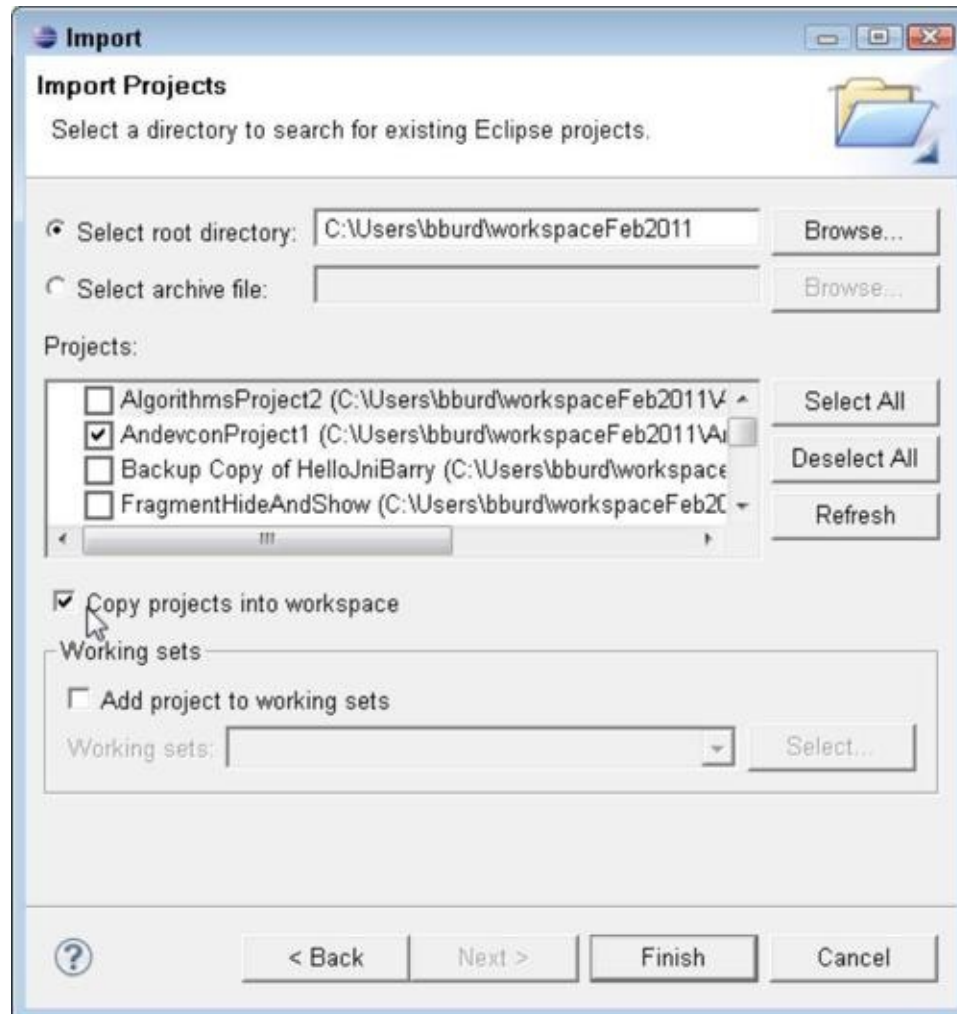 Import
Import Projects
Select a directory to search for existing Eclipse projects.
Select root directory: C:\Users\bburd\workspaceFeb2011 Browse...
Select archive file: Browse...
Projects:
AlgorithmsProject2 (C:\Users\bburd\workspaceFeb2011\A
AndevconProject1 (C:\Users\bburd\workspaceFeb2011\An
Backup Copy of HelloJniBarry (C:\Users\bburd\workspace
FragmentHideAndShow (C:\Users\bburd\workspaceFeb20
Select All
Deselect All
Refresh
Copy projects into workspace
Working sets
Add project to working sets
Working sets: Select...
? < Back Next > Finish Cancel